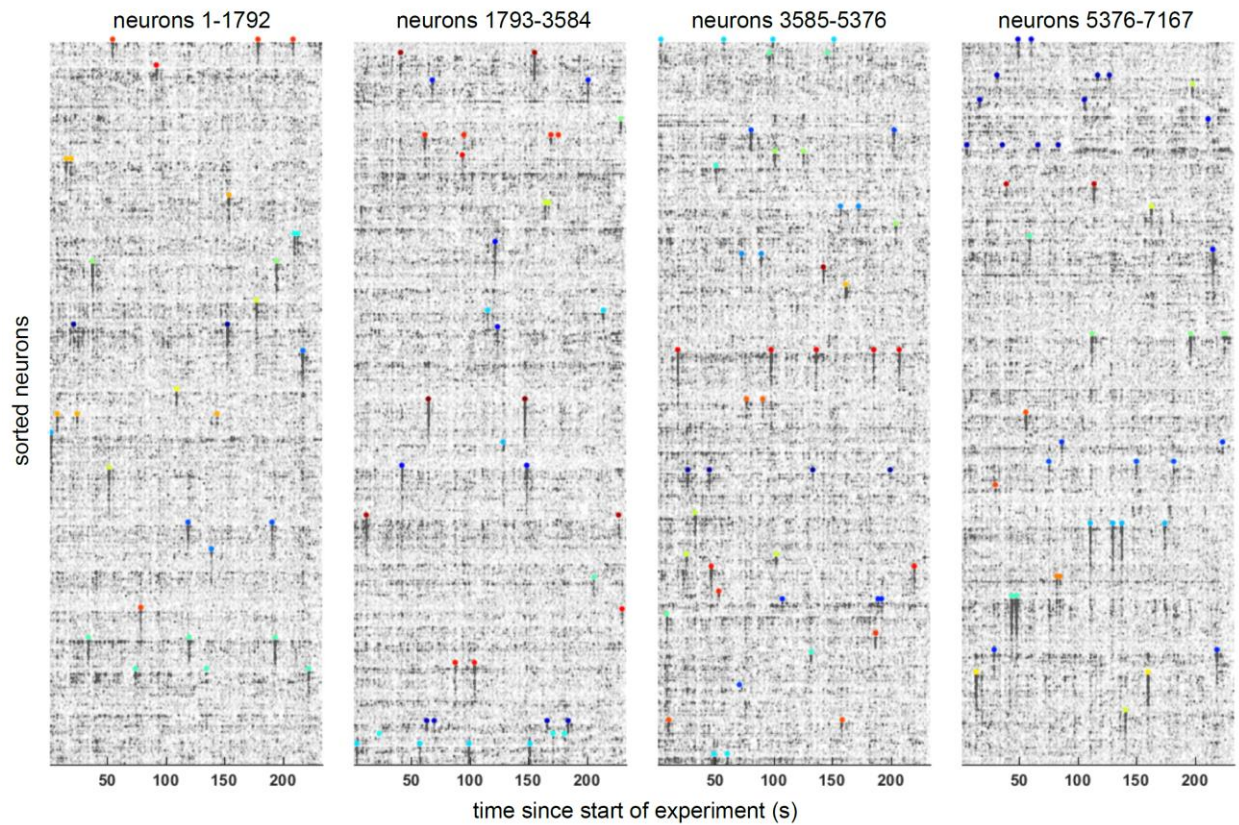 neurons 1-1792
neurons 1793-3584
neurons 3585-5376
neurons 5376-7167
sorted neurons
50 100 150 200
50 100 150 200
50 100 150 200
50 100 150 200
time since start of experiment (s)